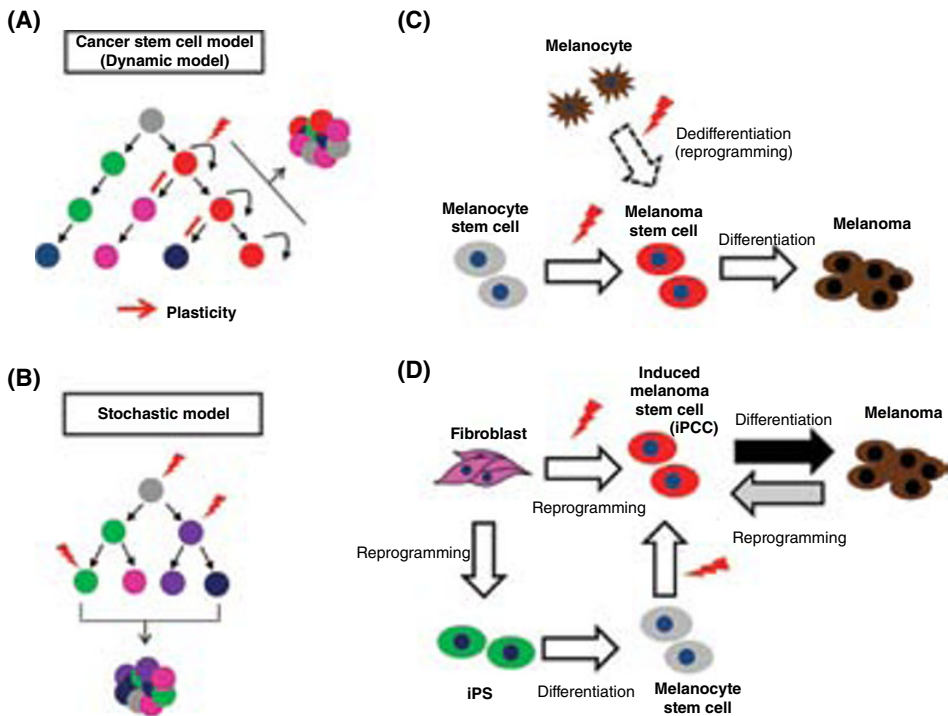 (A)
Cancer stem cell model
(Dynamic model)
Plasticity
(B)
Stochastic model
(C)
Melanocyte
Dedifferentiation
(reprogramming)
Melanocyte
stem cell
Melanoma
stem cell
Differentiation
Melanoma
(D)
Induced
melanoma
stem cell
(iPCC)
Fibroblast
Differentiation
Melanoma
Reprogramming
Reprogramming
Reprogramming
iPS
Differentiation
Melanocyte
stem cell